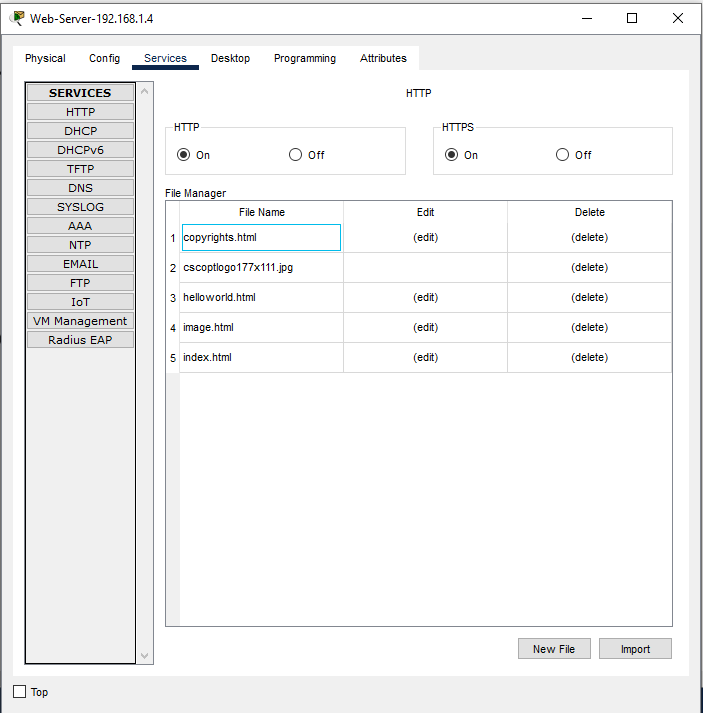 Web-Server-192.168.1.4
Physical Config Services Desktop Programming Attributes
SERVICES
HTTP
DHCP
DHCPv6
TFTP
DNS
SYSLOG
AAA
NTP
EMAIL
FTP
IoT
VM Management
Radius EAP
HTTP
HTTP
On Off
HTTPS
On Off
File Manager
File Name Edit Delete
1 copyrights.html (edit) (delete)
2 cscoptlogo177x111.jpg (delete)
3 helloworld.html (edit) (delete)
4 image.html (edit) (delete)
5 index.html (edit) (delete)
New File Import
Top